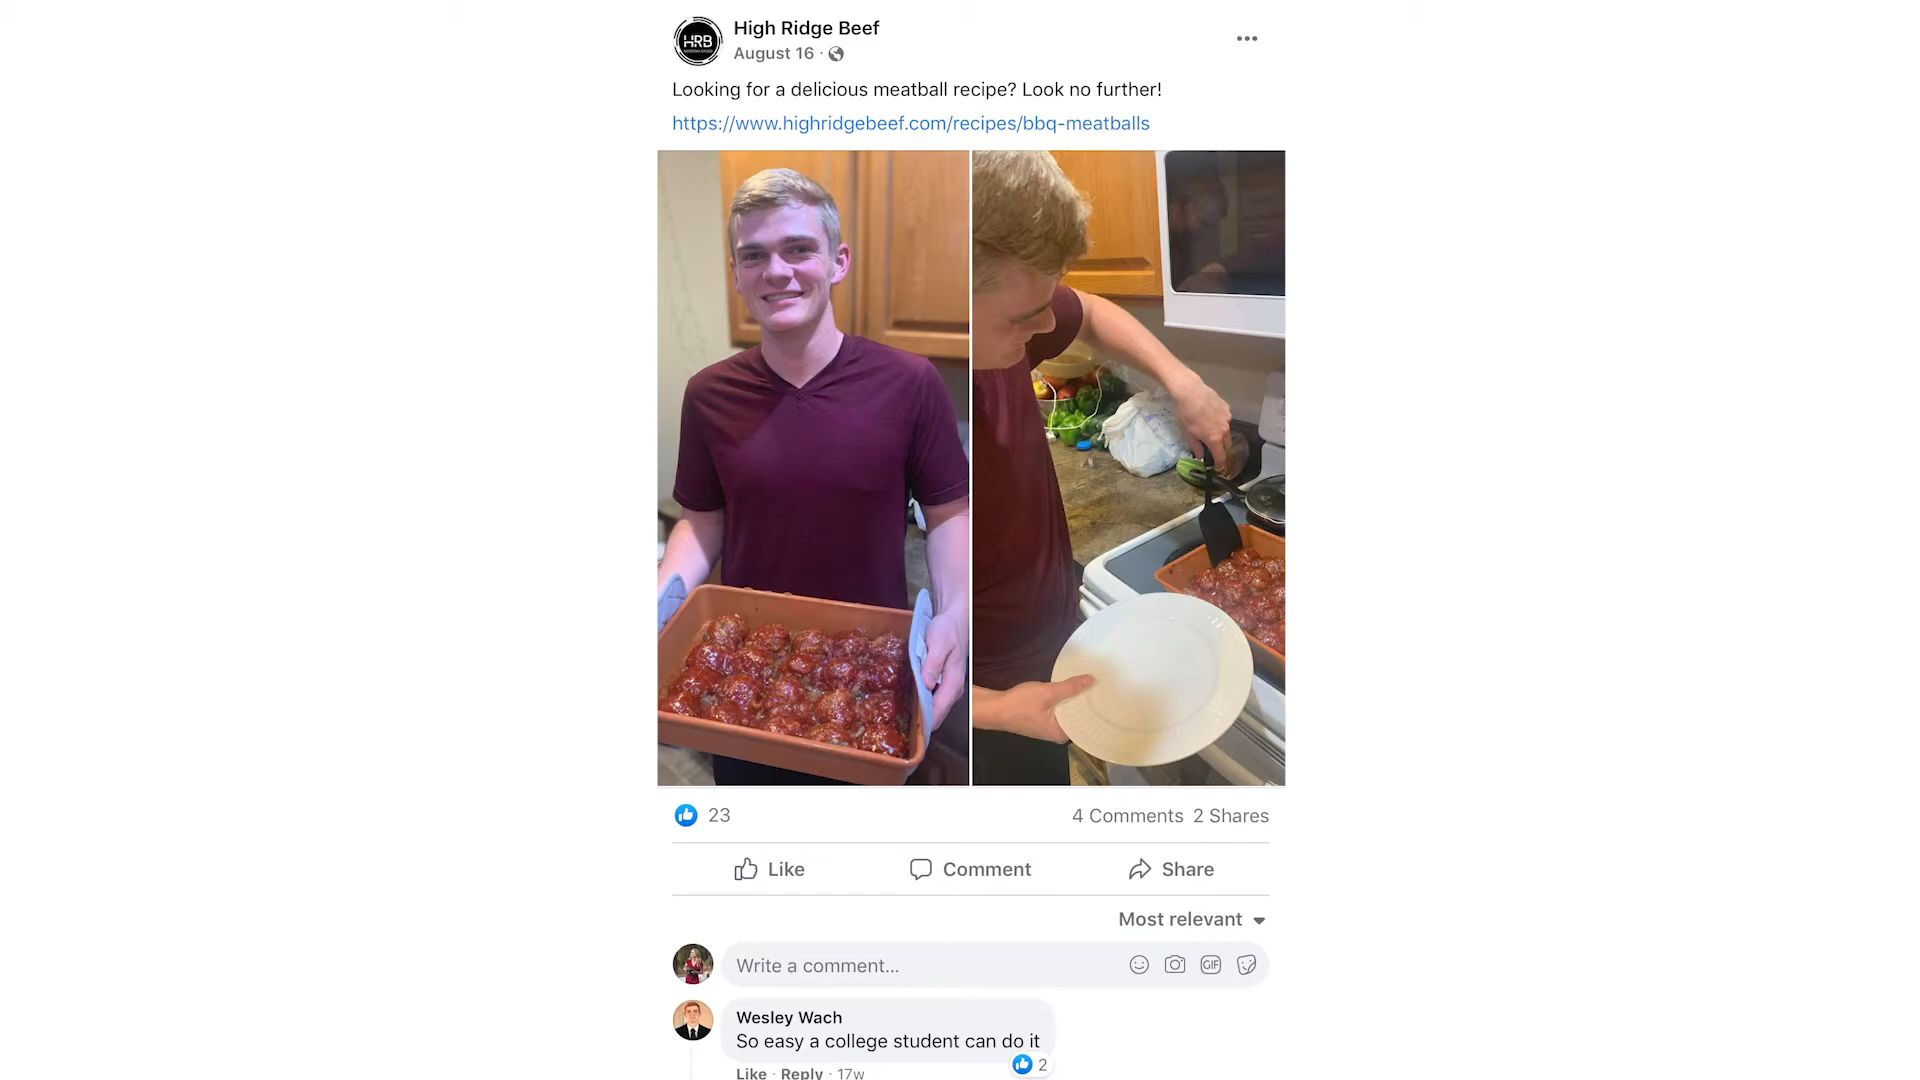 HRB
High Ridge Beef
August 16 ·
Looking for a delicious meatball recipe? Look no further!
https://www.highridgebeef.com/recipes/bbq-meatballs
23
4 Comments 2 Shares
Like
Comment
Share
Most relevant
Write a comment...
GIF
Wesley Wach
So easy a college student can do it
2
Like · Reply · 17w